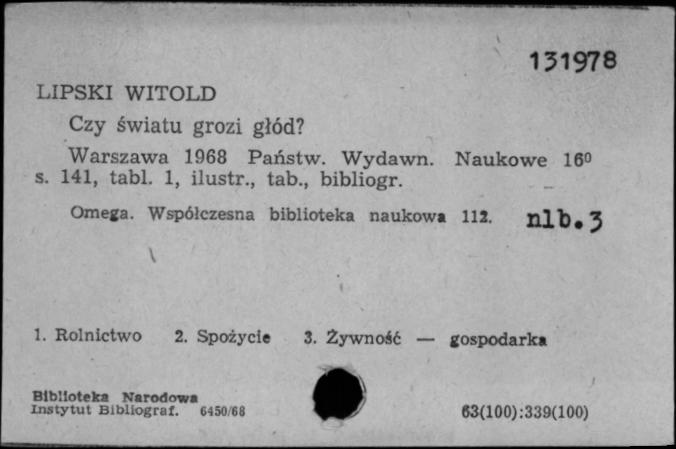 131978
LIPSKI WITOLD
Czy światu grozi głód?
Warszawa 1968 Państw. Wydawn. Naukowe 16⁰
s. 141, tabl. 1, ilustr., tab., bibliogr.
Omega. Współczesna biblioteka naukowa 112. nlb.3
1. Rolnictwo 2. Spożycie 3. Żywność — gospodarka
Biblioteka Narodowa
Instytut Bibliograf. 6450/68 63(100):339(100)